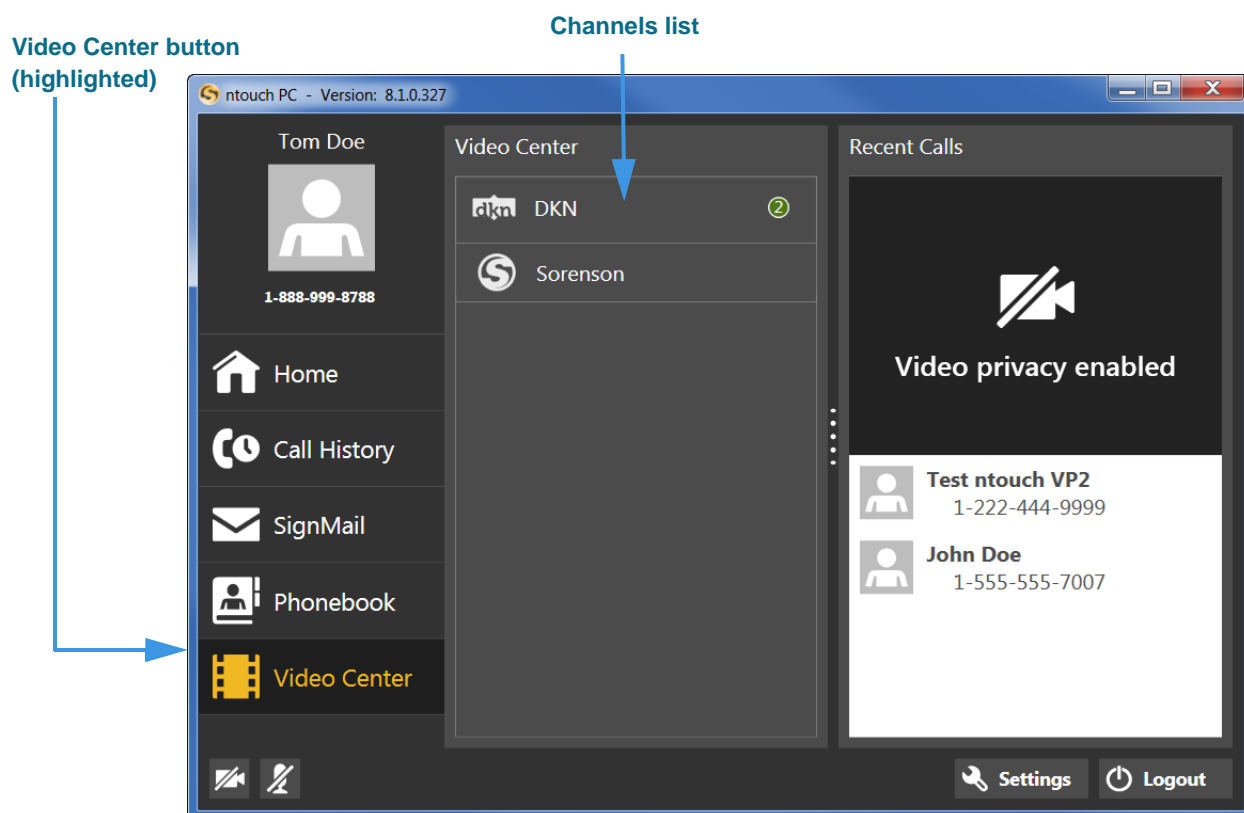 Channels list
Video Center button
(highlighted)
ntouch PC - Version: 8.1.0.327
Tom Doe
1-888-999-8788
Home
Call History
SignMail
Phonebook
Video Center
Video Center
dkn DKN 2
S Sorenson
Recent Calls
Video privacy enabled
Test ntouch VP2
1-222-444-9999
John Doe
1-555-555-7007
Settings
Logout